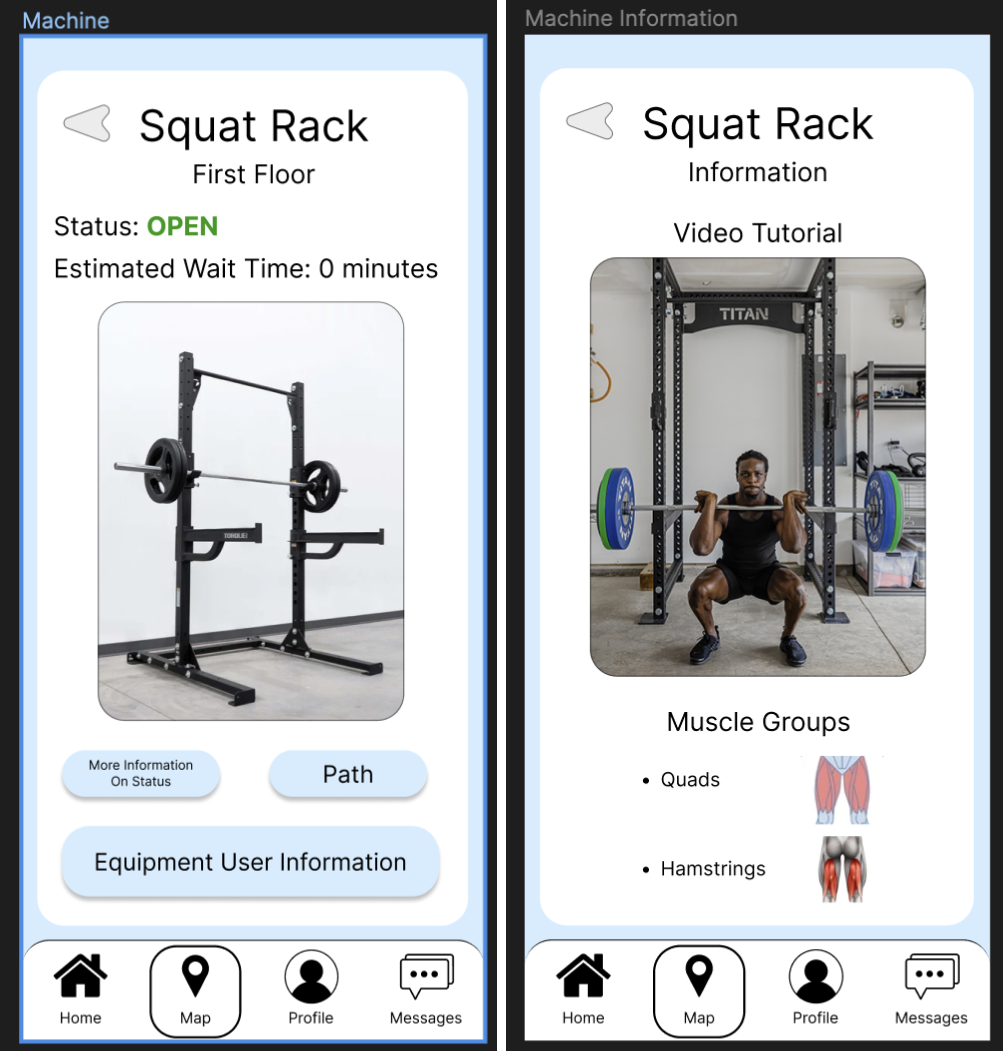 Machine
Squat Rack
First Floor
Status: OPEN
Estimated Wait Time: 0 minutes
TORQUE
More Information
On Status
Path
Equipment User Information
Home
Map
Profile
Messages
Machine Information
Squat Rack
Information
Video Tutorial
TITAN
TITAN
TITAN
Muscle Groups
• Quads
• Hamstrings
Home
Map
Profile
Messages